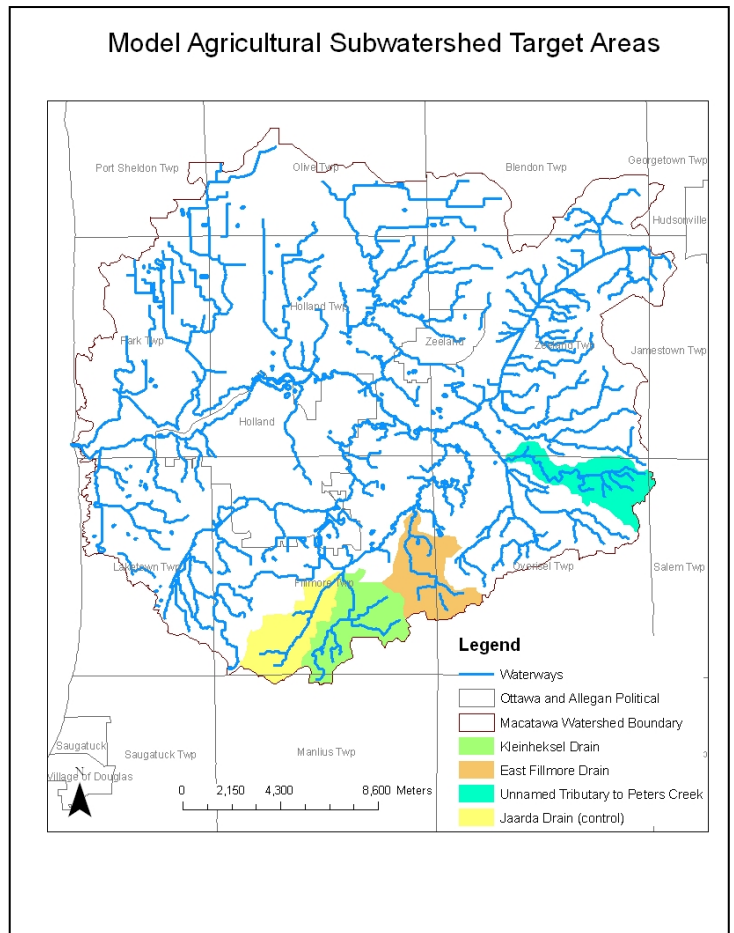 Model Agricultural Subwatershed Target Areas
Port Sheldon Twp
Olive Twp
Blendon Twp
Georgetown Twp
Hudsonville
Holland Twp
Park Twp
Zeeland
Zeeland Twp
Jamestown Twp
Holland
Laketown Twp
Fillmore Twp
Overisel Twp
Salem Twp
Legend
Waterways
Ottawa and Allegan Political
Macatawa Watershed Boundary
Kleinheksel Drain
East Fillmore Drain
Unnamed Tributary to Peters Creek
Jaarda Drain (control)
Saugatuck
Saugatuck Twp
Manlius Twp
Village of Douglas
N
0 2,150 4,300 8,600 Meters